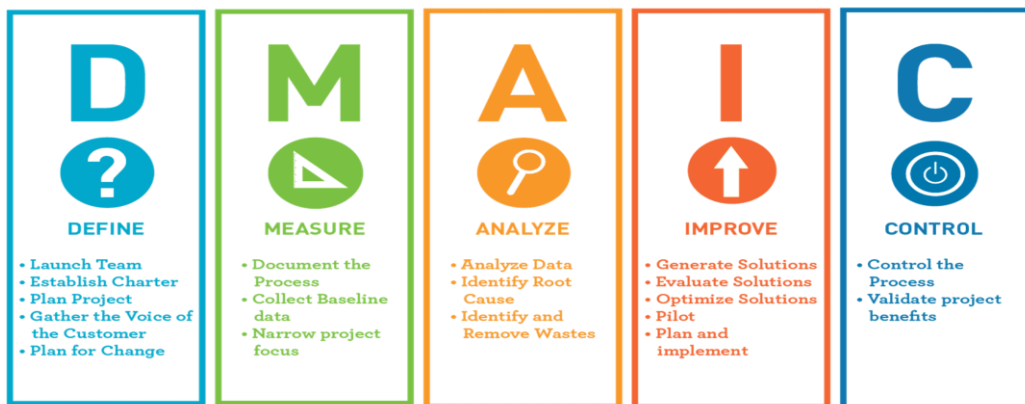 D
?
DEFINE
• Launch Team
• Establish Charter
• Plan Project
• Gather the Voice of
the Customer
• Plan for Change
M
MEASURE
• Document the
Process
• Collect Baseline
data
• Narrow project
focus
A
ANALYZE
• Analyze Data
• Identify Root
Cause
• Identify and
Remove Wastes
I
IMPROVE
• Generate Solutions
• Evaluate Solutions
• Optimize Solutions
• Pilot
• Plan and
implement
C
CONTROL
• Control the
Process
• Validate project
benefits